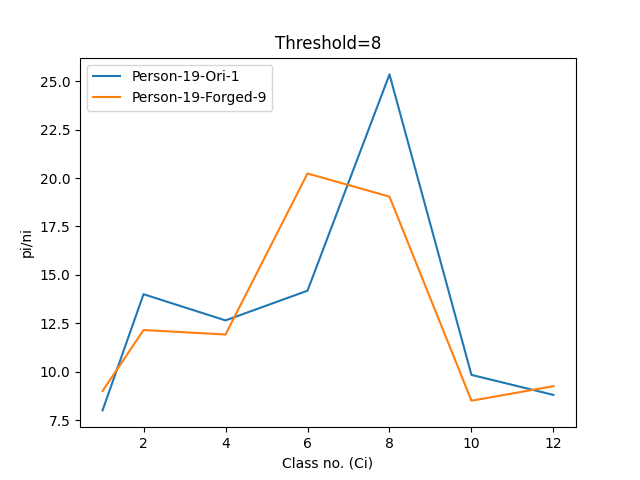 Threshold=8
Person-19-Ori-1
Person-19-Forged-9
25.0
22.5
20.0
17.5
15.0
12.5
10.0
7.5
pi/ni
2 4 6 8 10 12
Class no. (Ci)